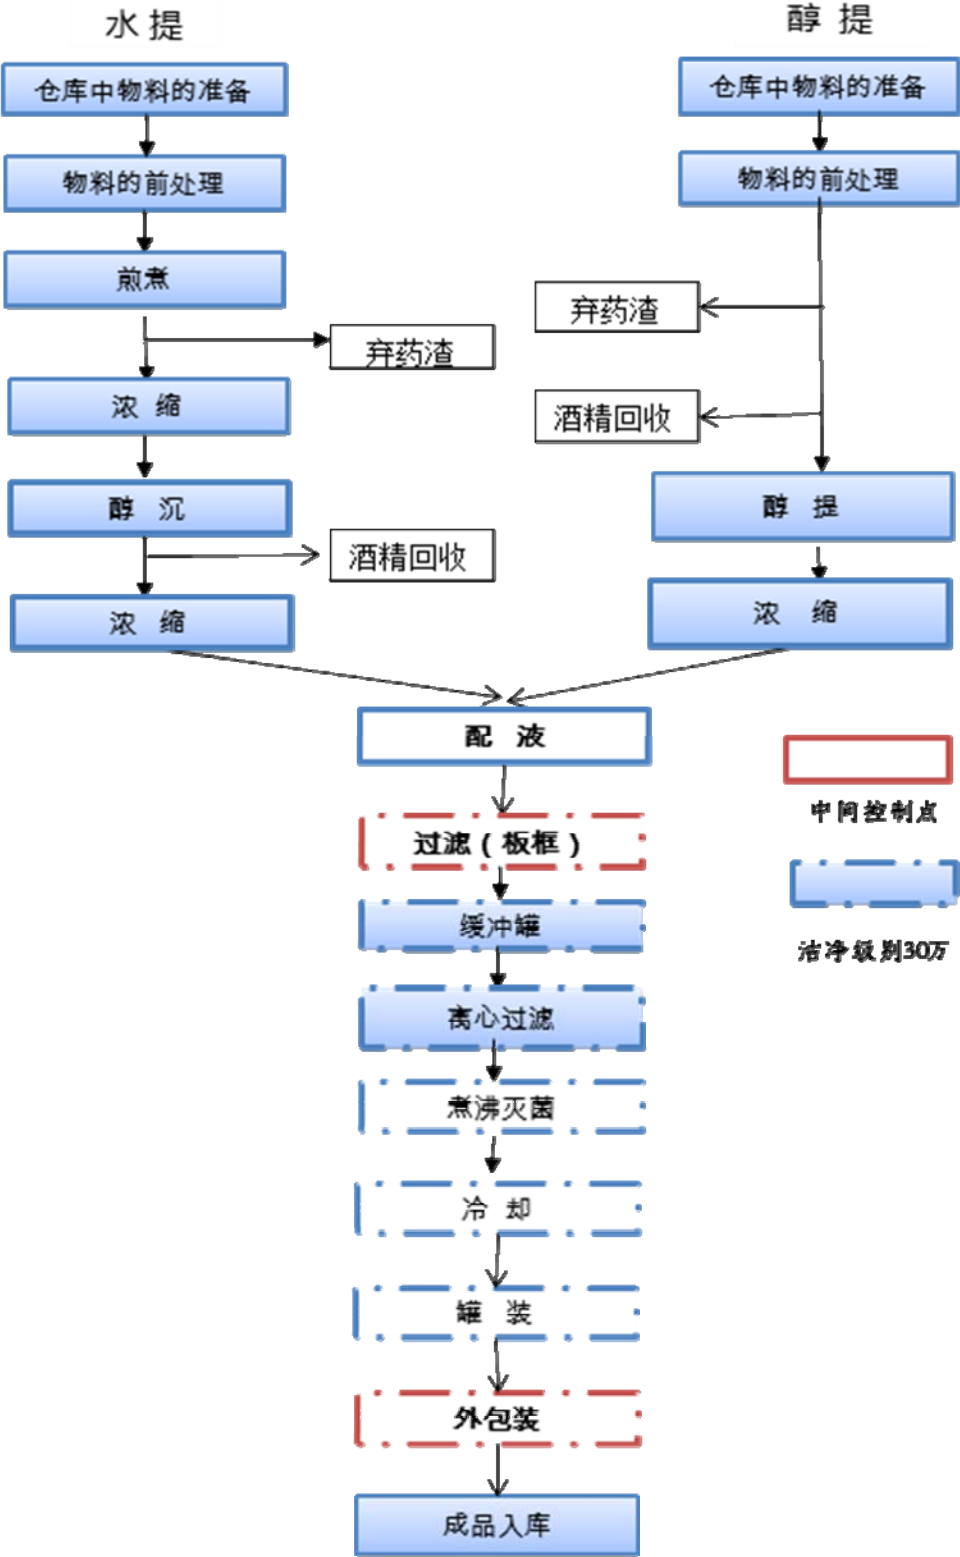 水 提
仓库中物料的准备
物料的前处理
煎煮
弃药渣
浓 缩
醇 沉
酒精回收
浓 缩
醇 提
仓库中物料的准备
物料的前处理
弃药渣
酒精回收
醇 提
浓 缩
配 液
过滤（板框）
缓冲罐
离心过滤
煮沸灭菌
冷 却
罐 装
外包装
成品入库
中间控制点
洁净级别30万